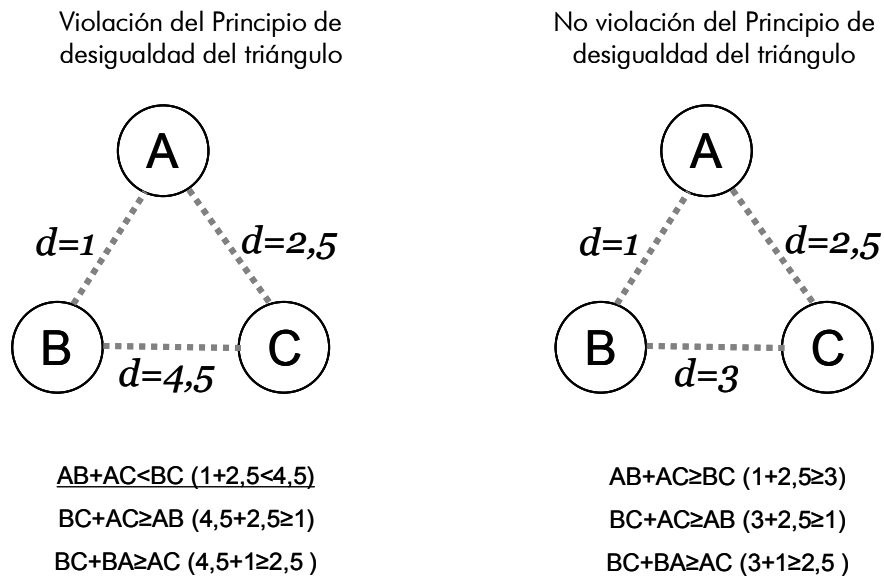 Violación del Principio de
desigualdad del triángulo
A
d=1
d=2,5
B
C
d=4,5
AB+AC<BC (1+2,5<4,5)
BC+AC≥AB (4,5+2,5≥1)
BC+BA≥AC (4,5+1≥2,5 )
No violación del Principio de
desigualdad del triángulo
A
d=1
d=2,5
B
C
d=3
AB+AC≥BC (1+2,5≥3)
BC+AC≥AB (3+2,5≥1)
BC+BA≥AC (3+1≥2,5 )